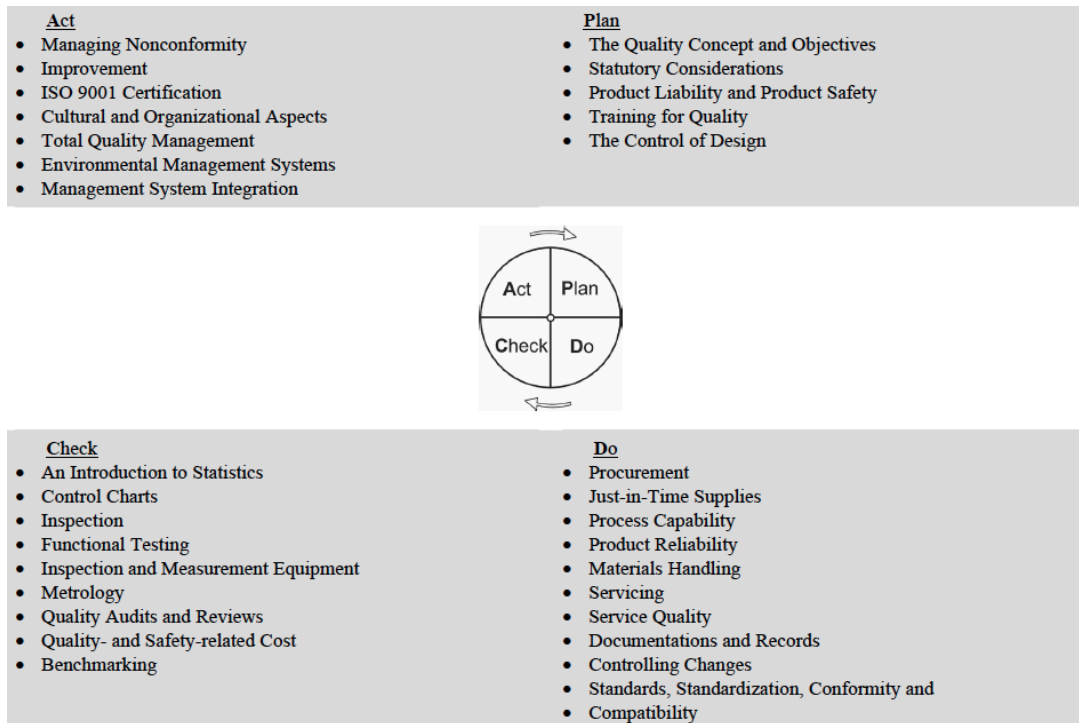 Act
• Managing Nonconformity
• Improvement
• ISO 9001 Certification
• Cultural and Organizational Aspects
• Total Quality Management
• Environmental Management Systems
• Management System Integration
Plan
• The Quality Concept and Objectives
• Statutory Considerations
• Product Liability and Product Safety
• Training for Quality
• The Control of Design
Act
Plan
Check
Do
Check
• An Introduction to Statistics
• Control Charts
• Inspection
• Functional Testing
• Inspection and Measurement Equipment
• Metrology
• Quality Audits and Reviews
• Quality- and Safety-related Cost
• Benchmarking
Do
• Procurement
• Just-in-Time Supplies
• Process Capability
• Product Reliability
• Materials Handling
• Servicing
• Service Quality
• Documentations and Records
• Controlling Changes
• Standards, Standardization, Conformity and
• Compatibility